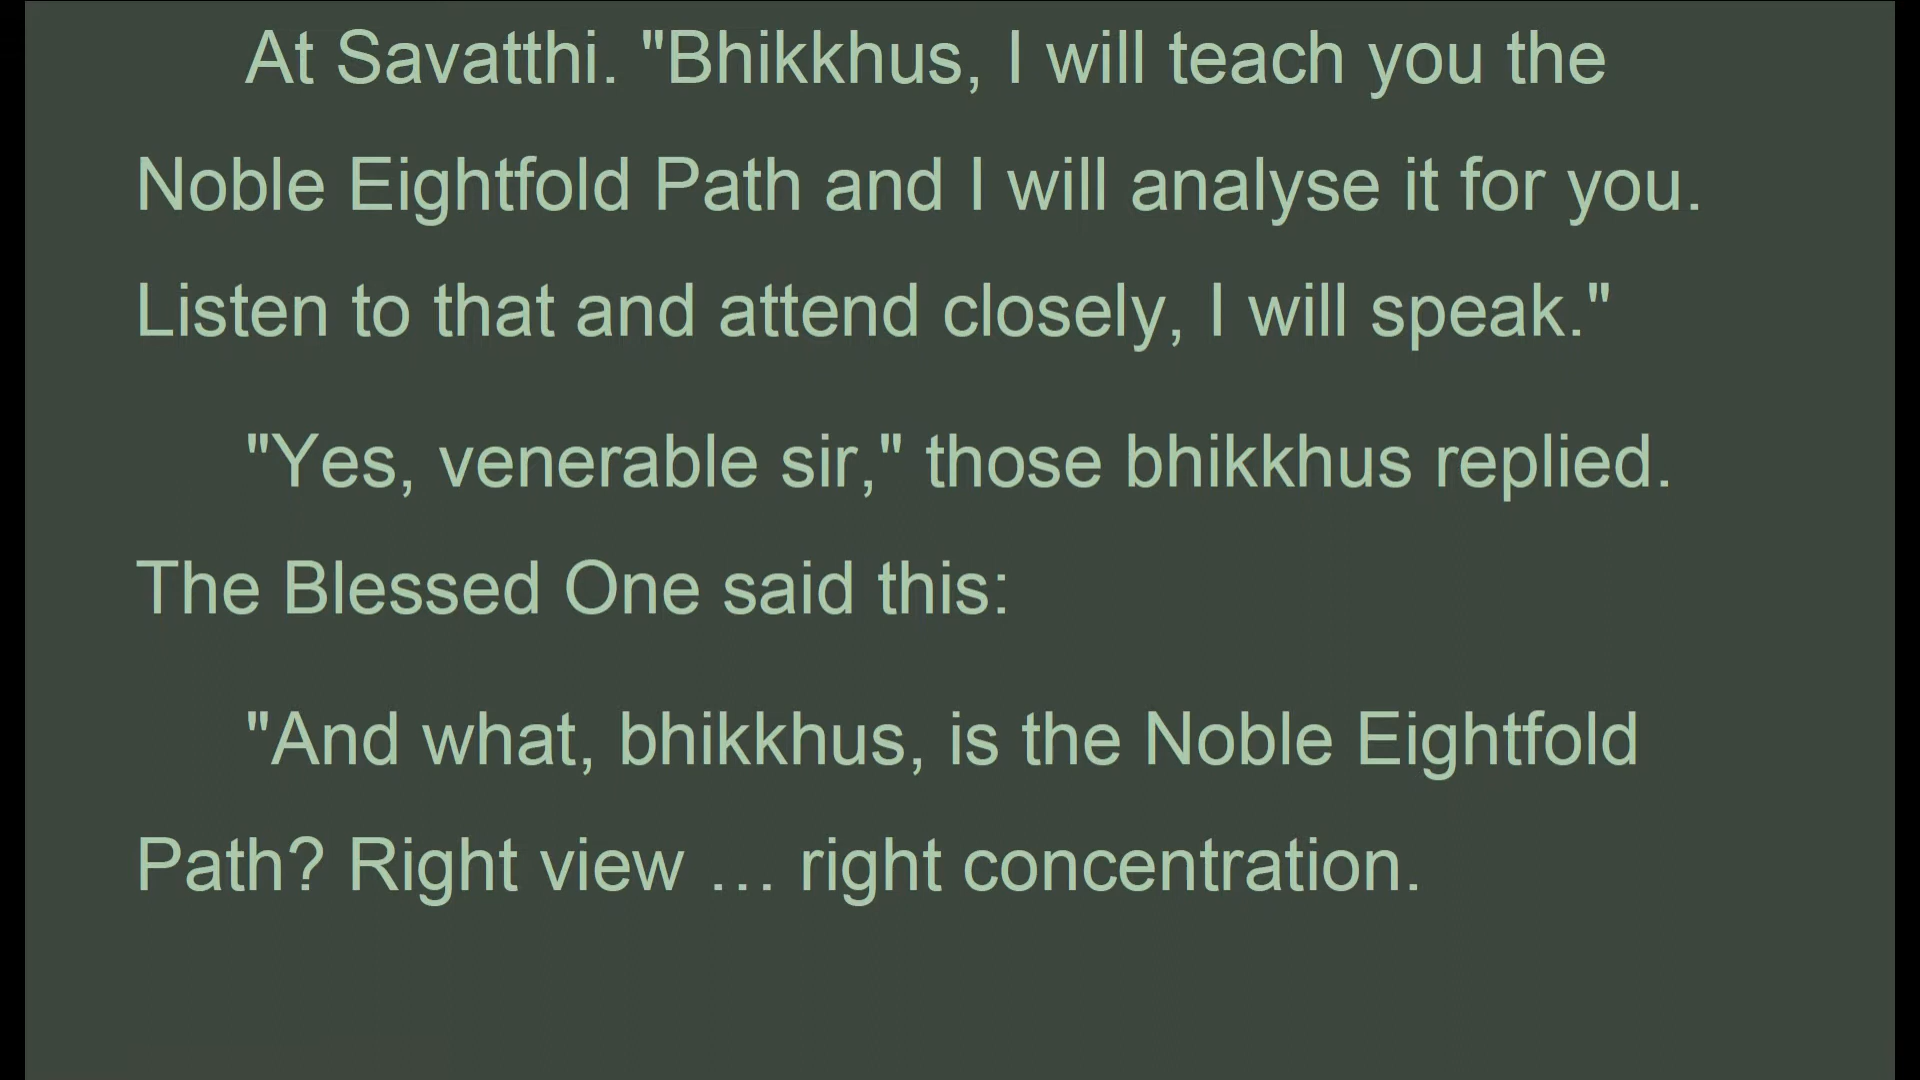 At Savatthi. "Bhikkhus, I will teach you the
Noble Eightfold Path and I will analyse it for you.
Listen to that and attend closely, I will speak."
"Yes, venerable sir," those bhikkhus replied.
The Blessed One said this:
"And what, bhikkhus, is the Noble Eightfold
Path? Right view … right concentration.